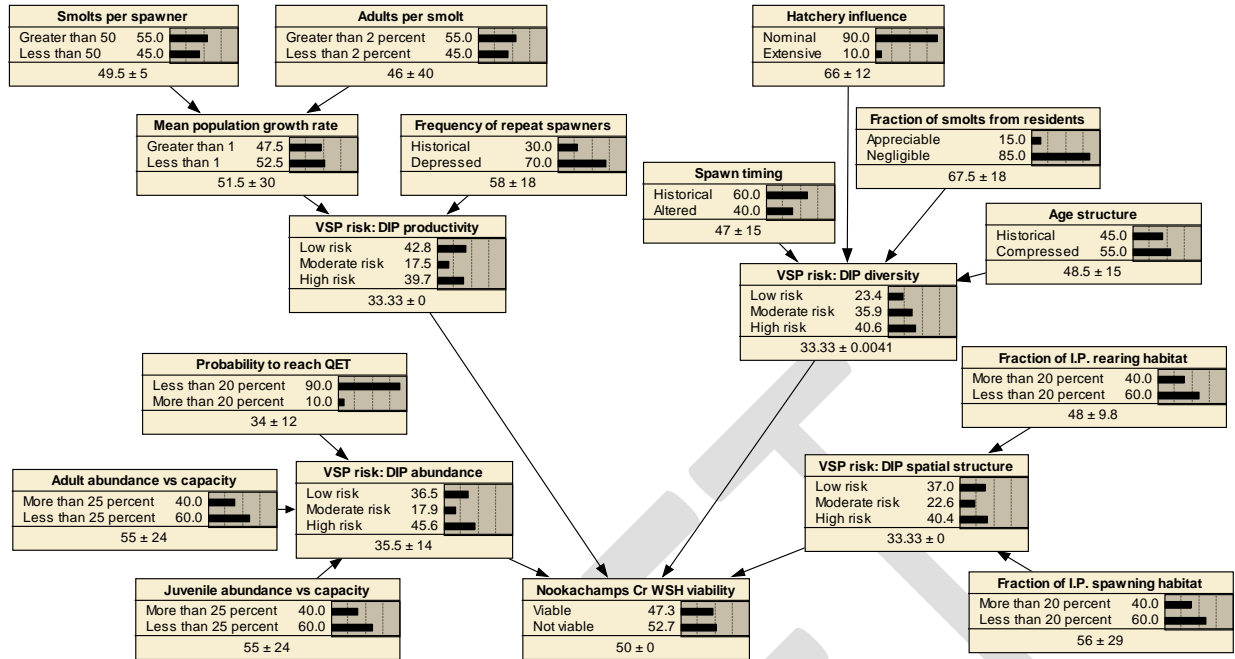 Smolts per spawner
Greater than 50 55.0
Less than 50 45.0
49.5 ± 5
Adults per smolt
Greater than 2 percent 55.0
Less than 2 percent 45.0
46 ± 40
Hatchery influence
Nominal 90.0
Extensive 10.0
66 ± 12
Mean population growth rate
Greater than 1 47.5
Less than 1 52.5
51.5 ± 30
Frequency of repeat spawners
Historical 30.0
Depressed 70.0
58 ± 18
Fraction of smolts from residents
Appreciable 15.0
Negligible 85.0
67.5 ± 18
Spawn timing
Historical 60.0
Altered 40.0
47 ± 15
Age structure
Historical 45.0
Compressed 55.0
48.5 ± 15
VSP risk: DIP productivity
Low risk 42.8
Moderate risk 17.5
High risk 39.7
33.33 ± 0
VSP risk: DIP diversity
Low risk 23.4
Moderate risk 35.9
High risk 40.6
33.33 ± 0.0041
Probability to reach QET
Less than 20 percent 90.0
More than 20 percent 10.0
34 ± 12
Fraction of I.P. rearing habitat
More than 20 percent 40.0
Less than 20 percent 60.0
48 ± 9.8
Adult abundance vs capacity
More than 25 percent 40.0
Less than 25 percent 60.0
55 ± 24
VSP risk: DIP abundance
Low risk 36.5
Moderate risk 17.9
High risk 45.6
35.5 ± 14
VSP risk: DIP spatial structure
Low risk 37.0
Moderate risk 22.6
High risk 40.4
33.33 ± 0
Juvenile abundance vs capacity
More than 25 percent 40.0
Less than 25 percent 60.0
55 ± 24
Nookachamps Cr WSH viability
Viable 47.3
Not viable 52.7
50 ± 0
Fraction of I.P. spawning habitat
More than 20 percent 40.0
Less than 20 percent 60.0
56 ± 29